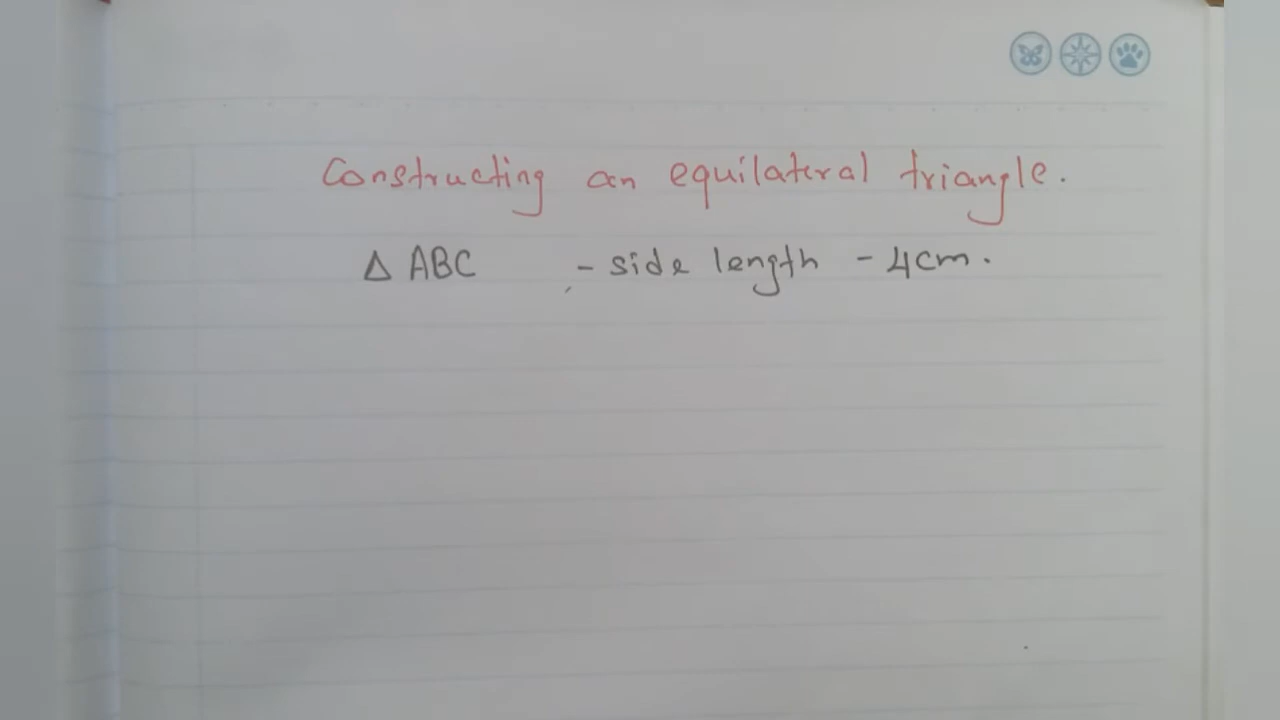 Constructing an equilateral triangle.
Δ ABC - side length - 4cm.